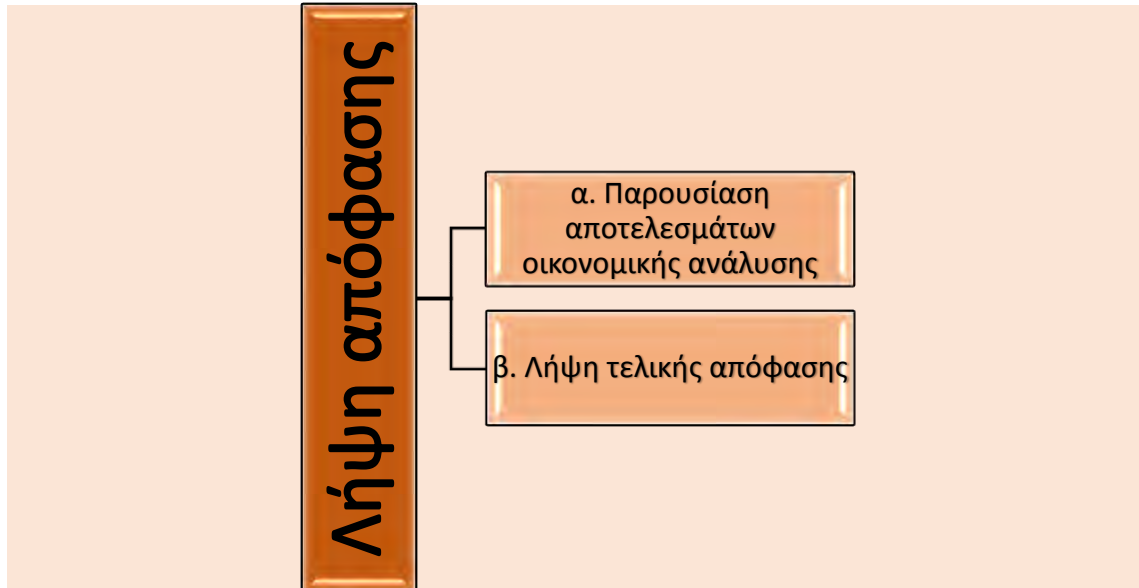 Λήψη απόφασης
α. Παρουσίαση
αποτελεσμάτων
οικονομικής ανάλυσης
β. Λήψη τελικής απόφασης